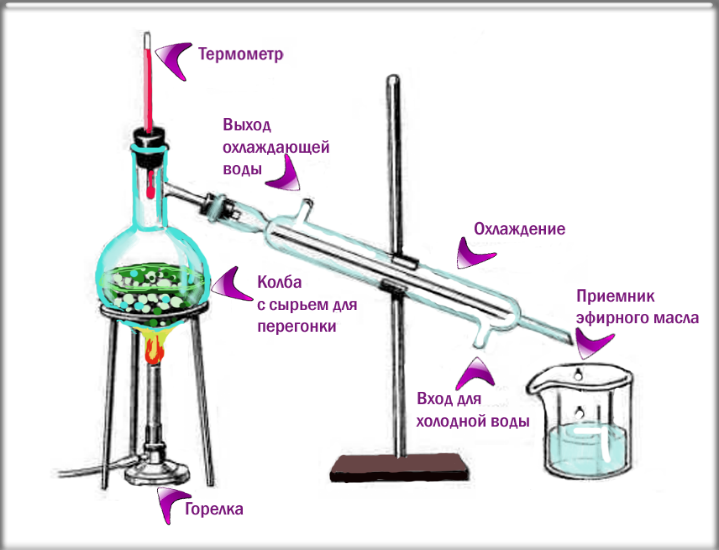 Термометр
Выход
охлаждающей
воды
Охлаждение
Колба
с сырьем для
перегонки
Приемник
эфирного масла
Вход для
холодной воды
Горелка